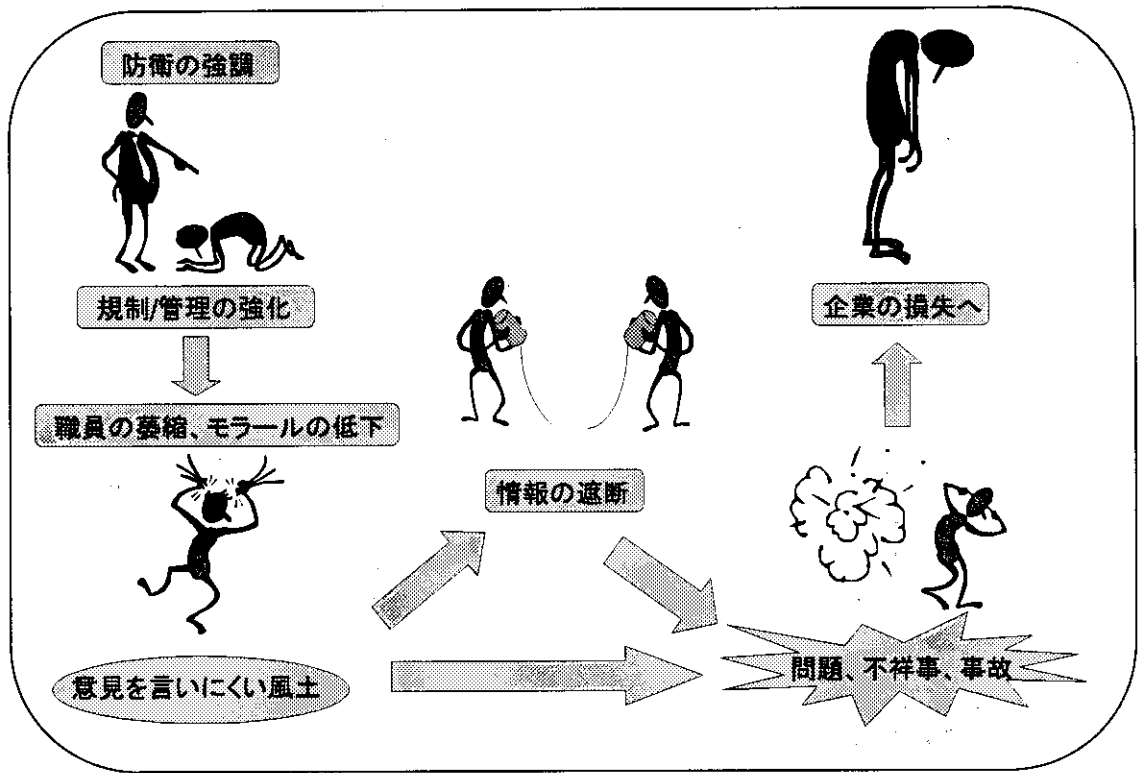 防衛の強調
規制/管理の強化
職員の萎縮、モラールの低下
意見を言いにくい風土
情報の遮断
問題、不祥事、事故
企業の損失へ